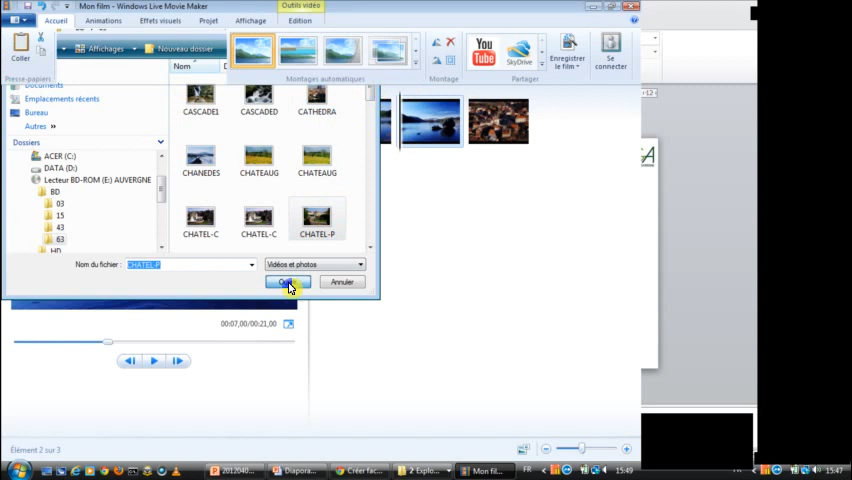 Mon film - Windows Live Movie Maker
Outils vidéo
Accueil Animations Effets visuels Projet Affichage Edition
Coller
Presse-papiers
Affichages Nouveau dossier
Montages automatiques
Montage
You Tube
SkyDrive
Partager
Enregistrer le film
Se connecter
Nom
Documents
Emplacements récents
Bureau
Autres »
Dossiers
ACER (C:)
DATA (D:)
Lecteur BD-ROM (E:) AUVERGNE
BD
03
15
43
63
HD
CASCADE1 CASCADED CATHEDRA
CHANEDES CHATEAUG CHATEAUG
CHATEL-C CHATEL-C CHATEL-P
Nom du fichier : CHATEL-P
Vidéos et photos
Annuler
00:07,00/00:21,00
Élément 2 sur 3
2012040... Diapora... Créer fac... 2 Explo... Mon fil... FR 15:49
15:47